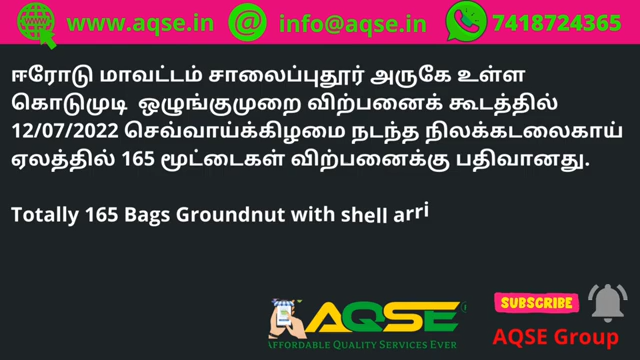 www.aqse.in info@aqse.in 7418724365
ஈரோடு மாவட்டம் சாலைப்புதூர் அருகே உள்ள
கொடுமுடி ஒழுங்குமுறை விற்பனைக் கூடத்தில்
12/07/2022 செவ்வாய்க்கிழமை நடந்த நிலக்கடலைகாய்
ஏலத்தில் 165 மூட்டைகள் விற்பனைக்கு பதிவானது.
Totally 165 Bags Groundnut with shell arri
AQSE
AFFORDABLE QUALITY SERVICES EVER
SUBSCRIBE
AQSE Group